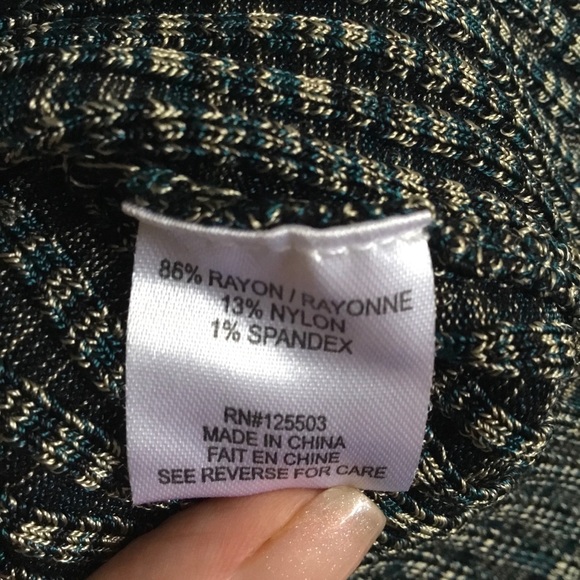 86% RAYON / RAYONNE
13% NYLON
1% SPANDEX
RN#125503
MADE IN CHINA
FAIT EN CHINE
SEE REVERSE FOR CARE